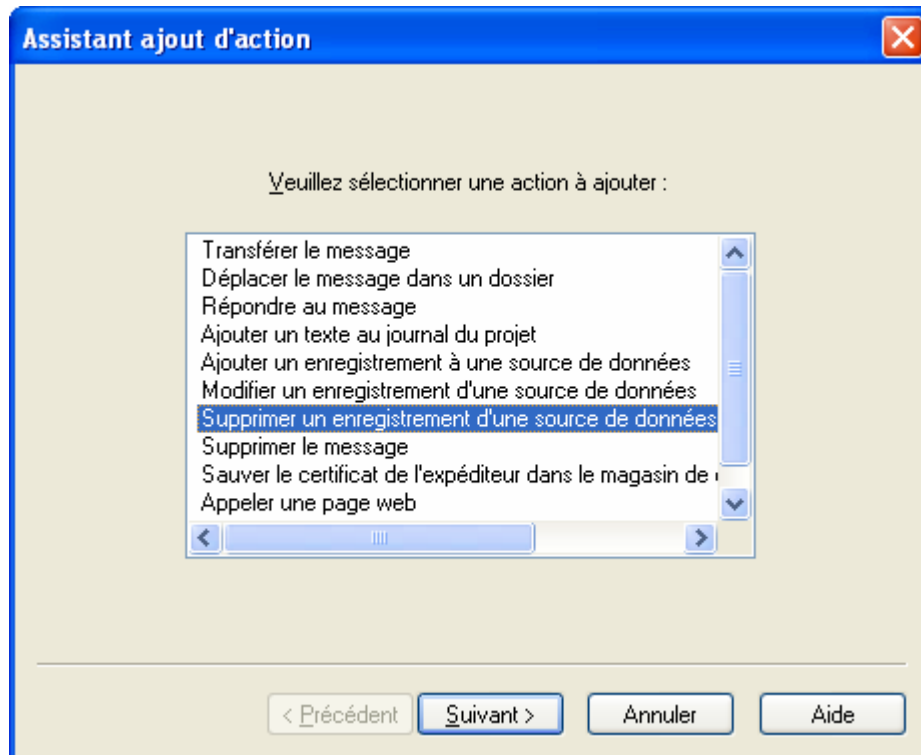 Assistant ajout d'action
Veuillez sélectionner une action à ajouter :
Transférer le message
Déplacer le message dans un dossier
Répondre au message
Ajouter un texte au journal du projet
Ajouter un enregistrement à une source de données
Modifier un enregistrement d'une source de données
Supprimer un enregistrement d'une source de données
Supprimer le message
Sauver le certificat de l'expéditeur dans le magasin de
Appeler une page web
< Précédent Suivant > Annuler Aide